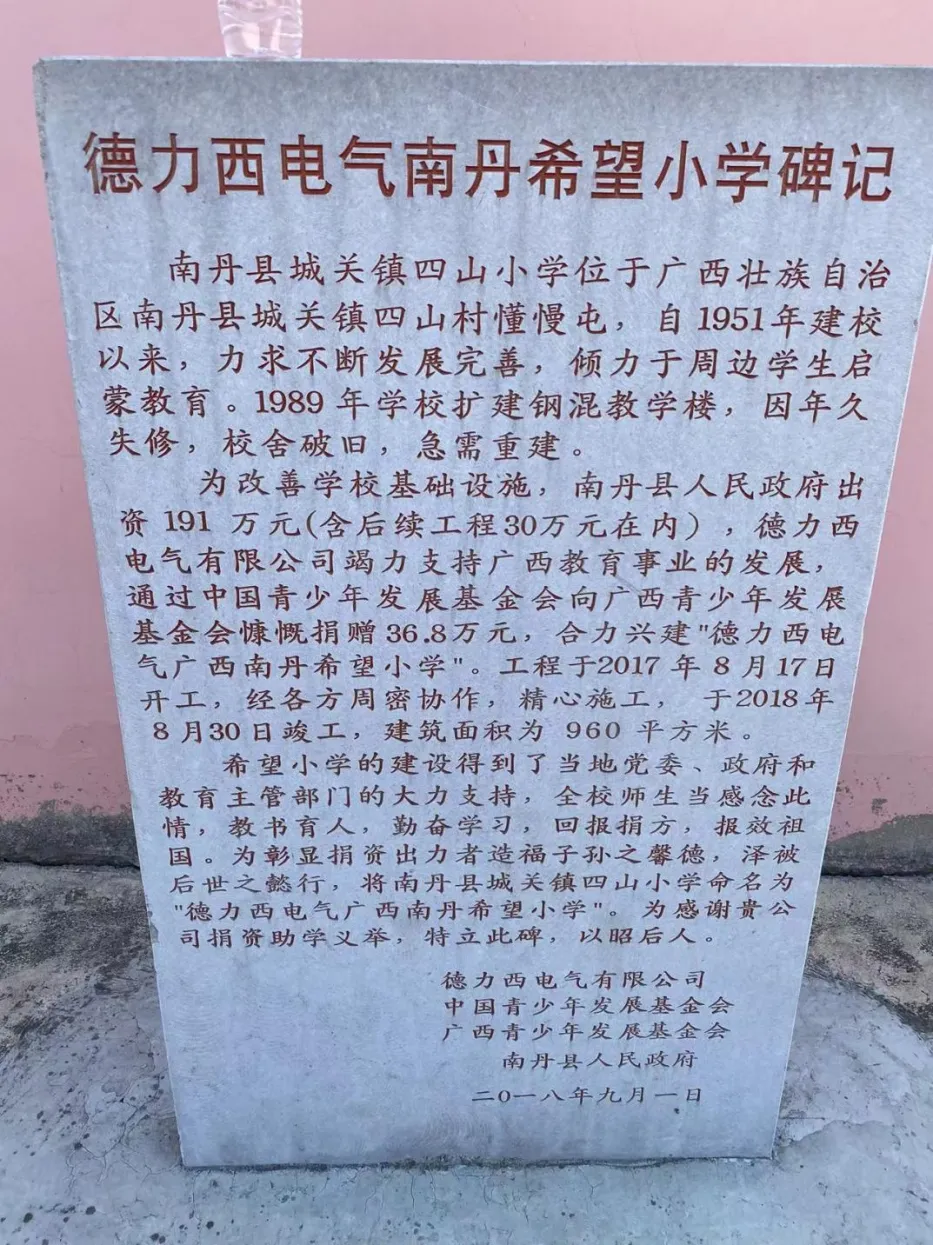 德力西电气南丹希望小学碑记
南丹县城关镇四山小学位于广西壮族自治
区南丹县城关镇四山村懂慢屯，自1951年建校
以来，力求不断发展完善，倾力于周边学生启
蒙教育。1989 年学校扩建钢混教学楼，因年久
失修，校舍破旧，急需重建。
为改善学校基础设施，南丹县人民政府出
资 191 万元(含后续工程30万元在内），德力西
电气有限公司竭力支持广西教育事业的发展，
通过中国青少年发展基金会向广西青少年发展
基金会慷慨捐赠 36.8万元，合力兴建"德力西电
气广西南丹希望小学"。工程于2017 年 8 月17日
开工，经各方周密协作，精心施工， 于2018年
8 月30 日竣工，建筑面积为 960 平方米。
希望小学的建设得到了当地党委、政府和
教育主管部门的大力支持，全校师生当感念此
情，教书育人，勤奋学习，回报捐方，报效祖
国。为彰显捐资出力者造福子孙之馨德，泽被
后世之懿行，将南丹县城关镇四山小学命名为
"德力西电气广西南丹希望小学"。为感谢贵公
司捐资助学义举，特立此碑，以昭后人。
德力西电气有限公司
中国青少年发展基金会
广西青少年发展基金会
南丹县人民政府
二0一八年九月一日